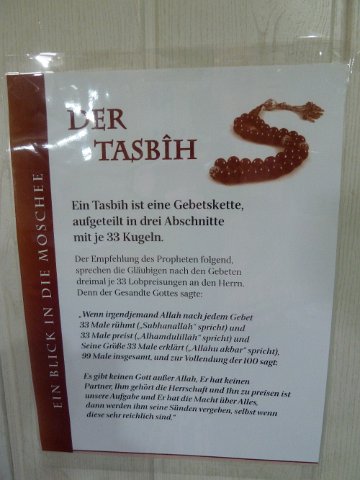 EIN BLICK IN DIE MOSCHEE
DER
TASBÎH
Ein Tasbîh ist eine Gebetskette,
aufgeteilt in drei Abschnitte
mit je 33 Kugeln.
Der Empfehlung des Propheten folgend,
sprechen die Gläubigen nach den Gebeten
dreimal je 33 Lobpreisungen an den Herrn.
Denn der Gesandte Gottes sagte:
„Wenn irgendjemand Allah nach jedem Gebet
33 Male rühmt („Subhanallâh“ spricht) und
33 Male preist („Alhamdulillâh“ spricht) und
Seine Größe 33 Male erklärt („Allâhu akbar“ spricht),
99 Male insgesamt, und zur Vollendung der 100 sagt:
Es gibt keinen Gott außer Allah, Er hat keinen
Partner, Ihm gehört die Herrschaft und Ihn zu preisen ist
unsere Aufgabe und Er hat die Macht über Alles,
dann werden ihm seine Sünden vergeben, selbst wenn
diese sehr reichlich sind.“